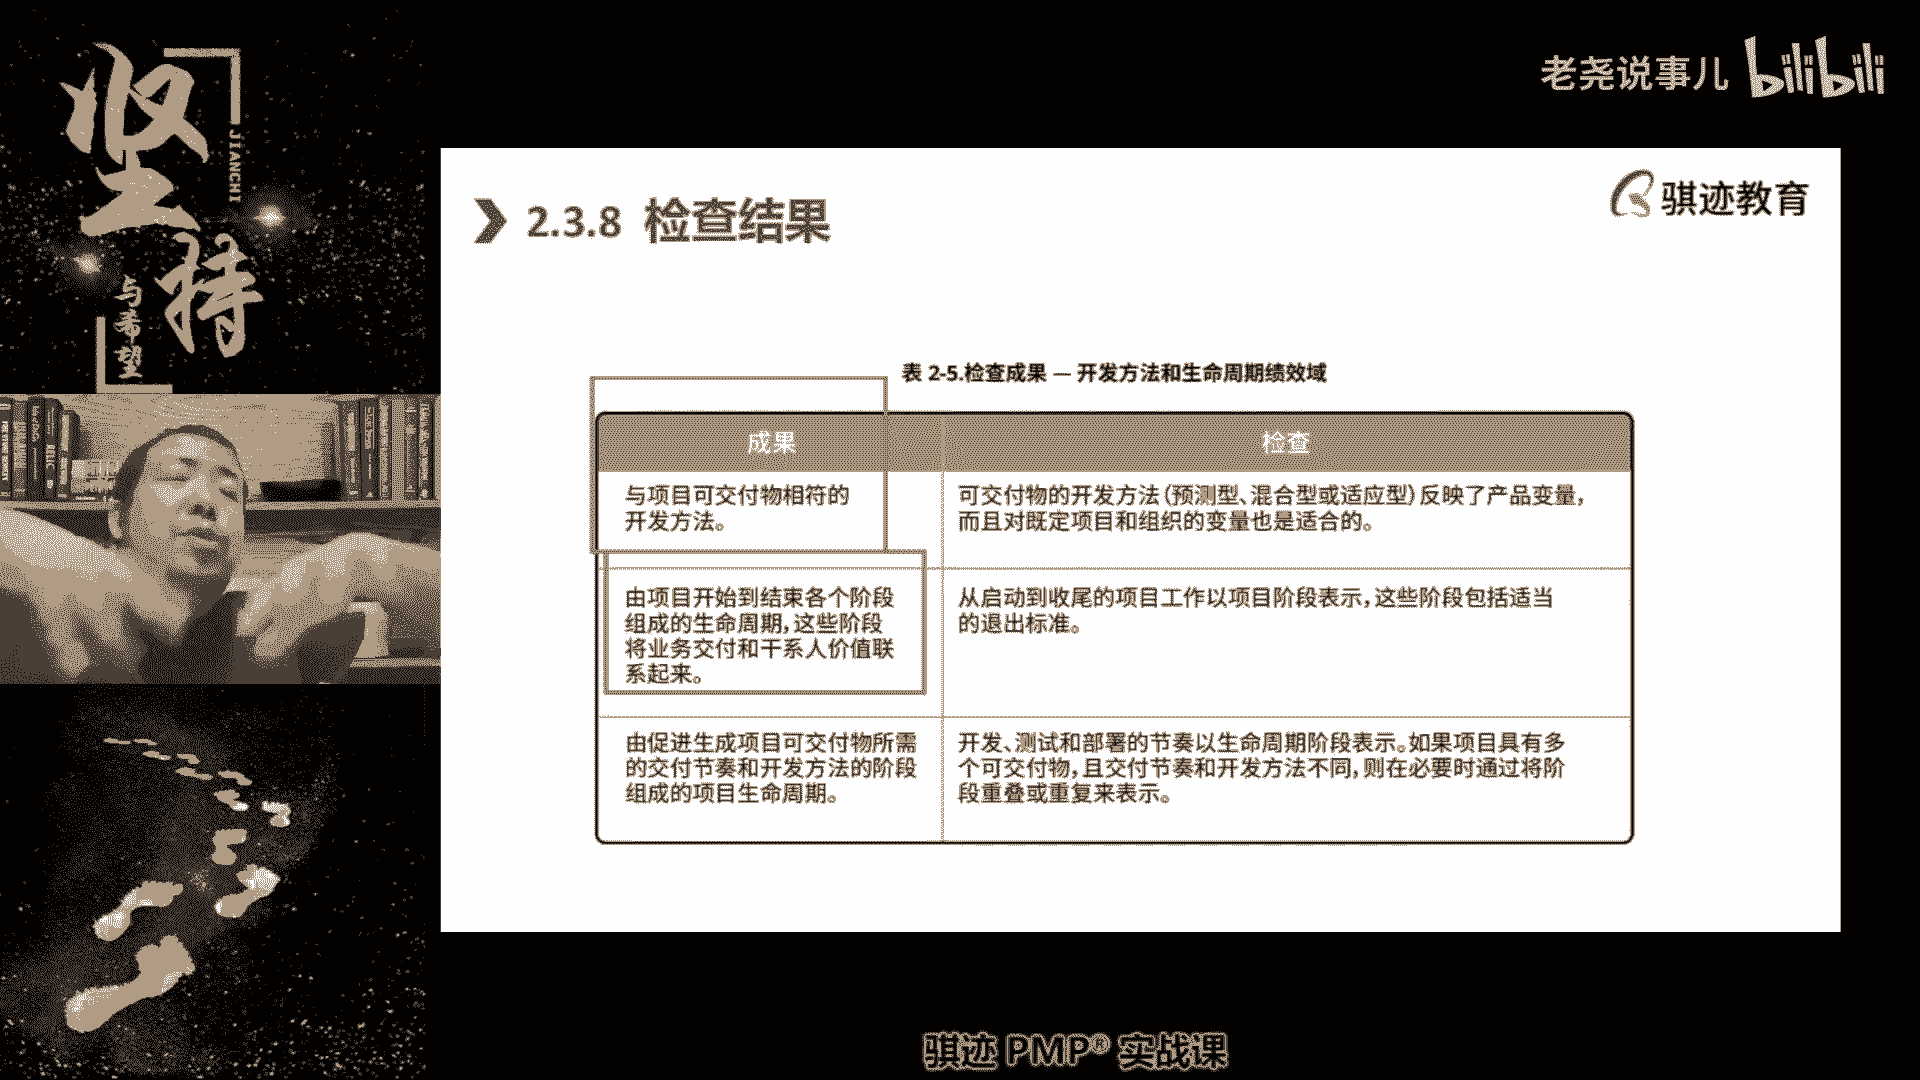 坚
JIANCHI
持
与希望
老尧说事儿 bilibili
2.3.8 检查结果
骐迹教育
表 2-5.检查成果 — 开发方法和生命周期绩效域
成果
检查
与项目可交付物相符的
开发方法。
可交付物的开发方法(预测型、混合型或适应型)反映了产品变量,
而且对既定项目和组织的变量也是适合的。
由项目开始到结束各个阶段
组成的生命周期,这些阶段
将业务交付和干系人价值联
系起来。
从启动到收尾的项目工作以项目阶段表示,这些阶段包括适当
的退出标准。
由促进生成项目可交付物所需
的交付节奏和开发方法的阶段
组成的项目生命周期。
开发、测试和部署的节奏以生命周期阶段表示。如果项目具有多
个可交付物,且交付节奏和开发方法不同,则在必要时通过将阶
段重叠或重复来表示。
骐迹 PMP® 实战课